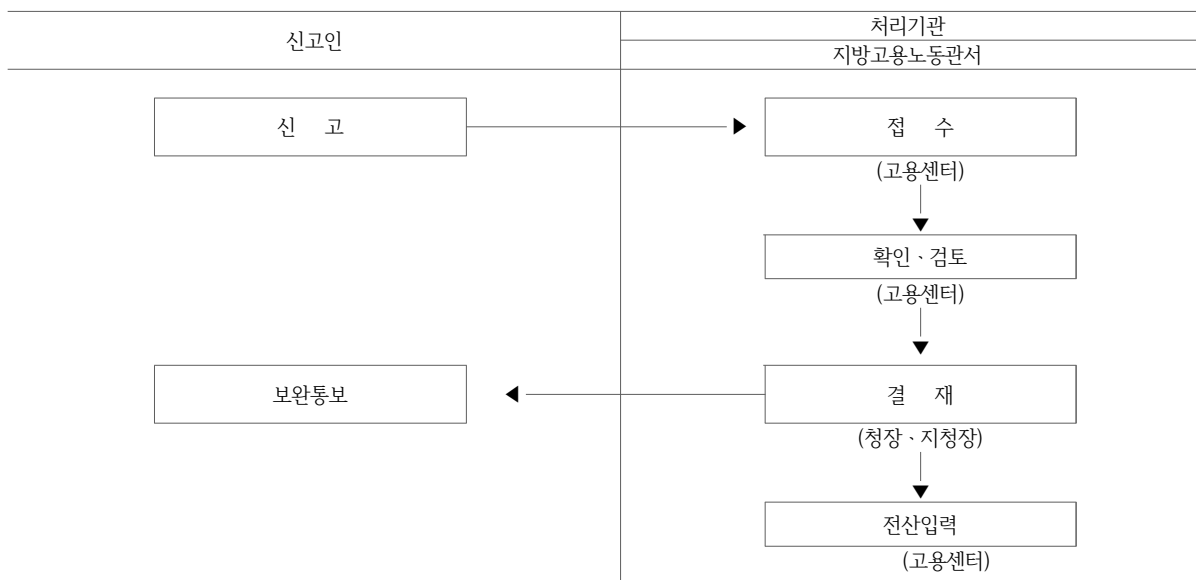 신고인
처리기관
지방고용노동관서
신 고
접 수
(고용센터)
확인、검토
(고용센터)
보완통보
결 재
(청장、지청장)
전산입력
(고용센터)